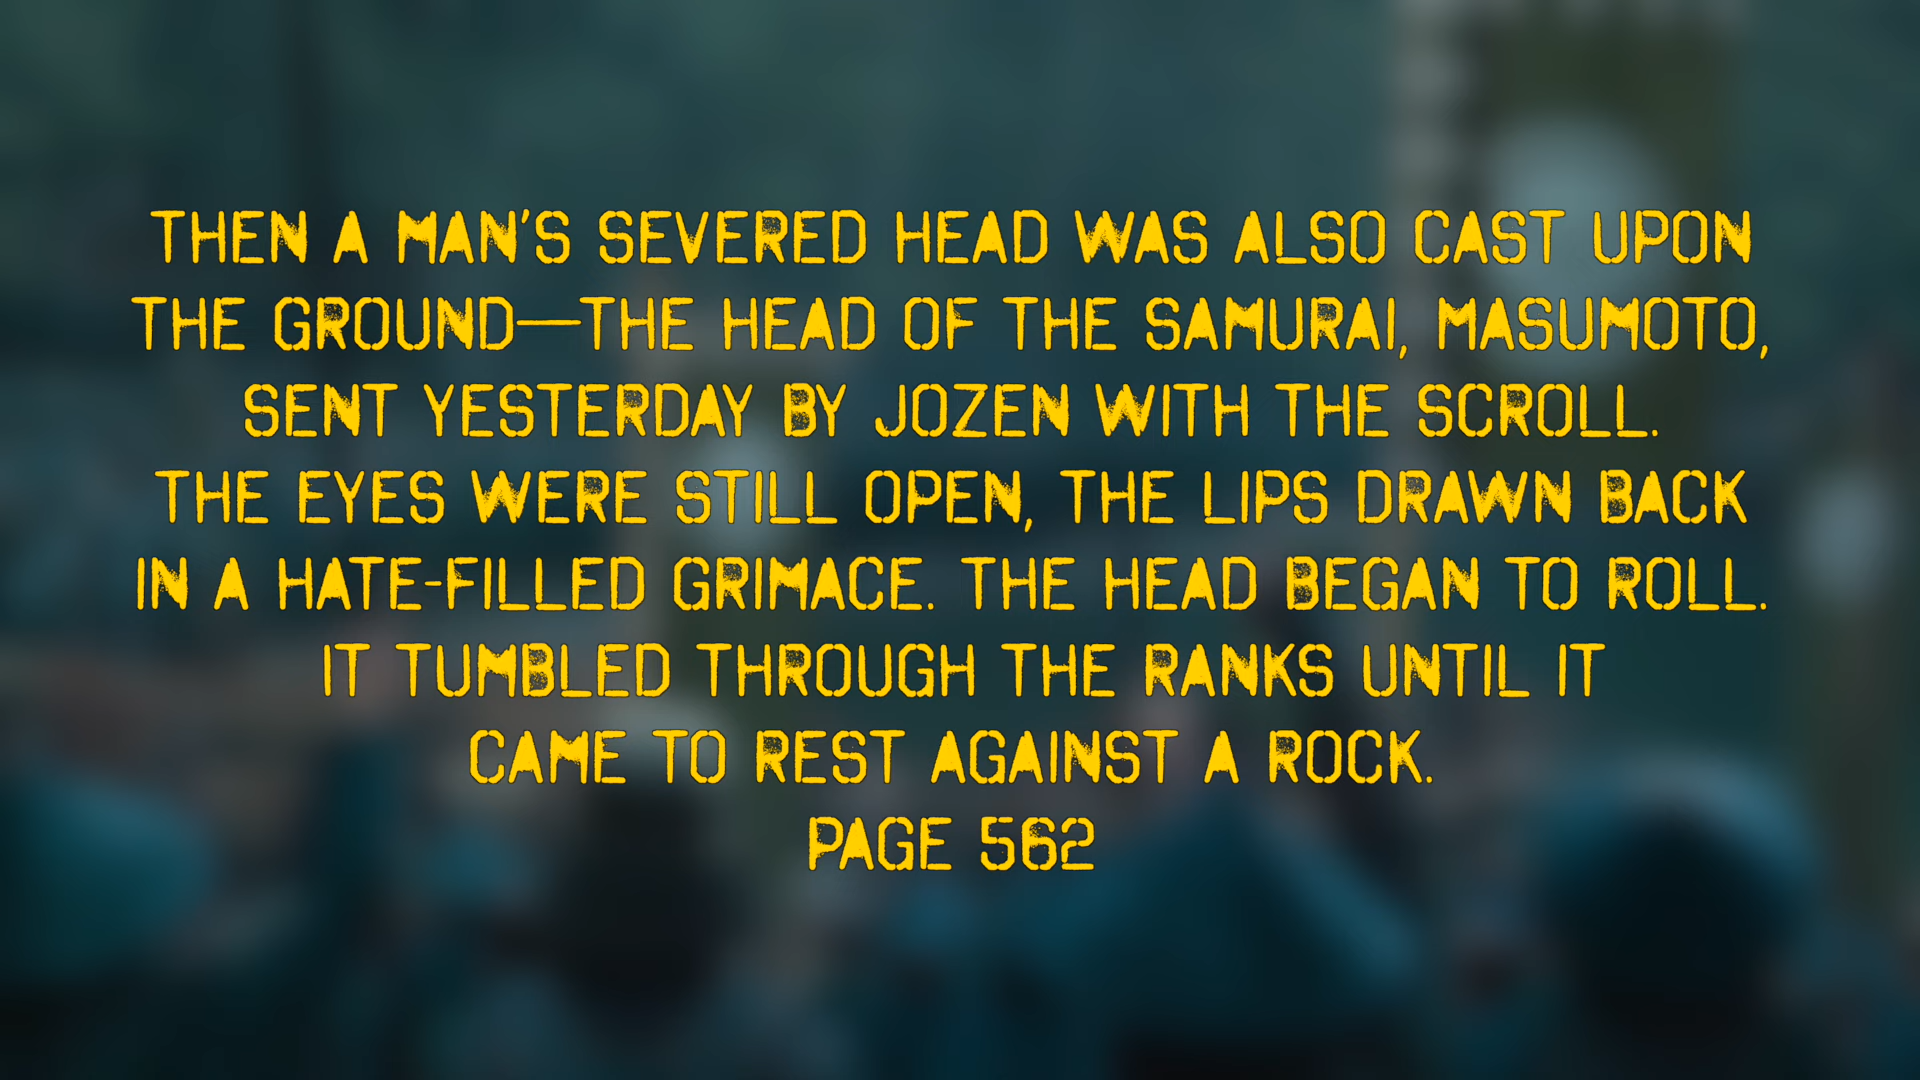 THEN A MAN'S SEVERED HEAD WAS ALSO CAST UPON
THE GROUND—THE HEAD OF THE SAMURAI, MASUMOTO,
SENT YESTERDAY BY JOZEN WITH THE SCROLL.
THE EYES WERE STILL OPEN, THE LIPS DRAWN BACK
IN A HATE-FILLED GRIMACE. THE HEAD BEGAN TO ROLL.
IT TUMBLED THROUGH THE RANKS UNTIL IT
CAME TO REST AGAINST A ROCK.
PAGE 562